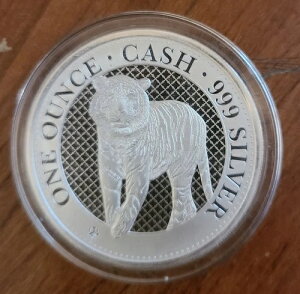 ONE OUNCE · CASH · 999 SILVER